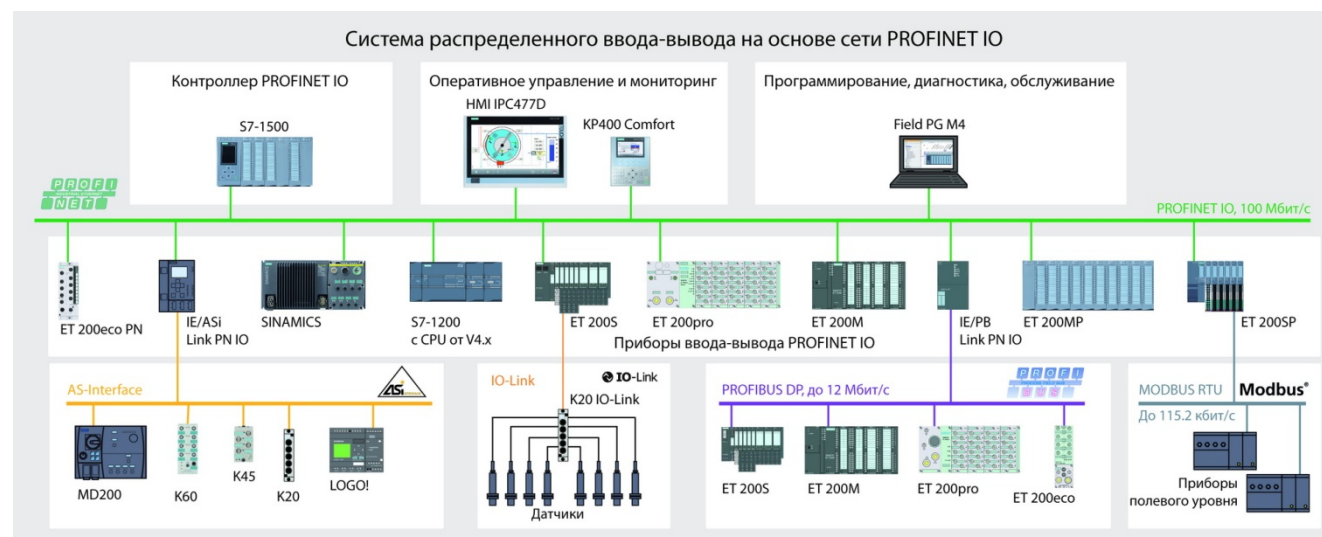 Система распределенного ввода-вывода на основе сети PROFINET IO
Контроллер PROFINET IO
S7-1500
Оперативное управление и мониторинг
HMI IPC477D
KP400 Comfort
Программирование, диагностика, обслуживание
Field PG M4
PROFI
NET
PROFINET IO, 100 Мбит/с
ET 200eco PN
IE/ASi
Link PN IO
SINAMICS
S7-1200
с CPU от V4.x
ET 200S
ET 200pro
ET 200M
IE/PB
Link PN IO
ET 200MP
ET 200SP
Приборы ввода-вывода PROFINET IO
AS-Interface
ASi
MD200
K60
K45
K20
LOGO!
IO-Link
IO-Link
K20 IO-Link
Датчики
PROFIBUS DP, до 12 Мбит/с
PROFI
ET 200S
ET 200M
ET 200pro
ET 200eco
MODBUS RTU
Modbus®
До 115.2 кбит/с
Приборы
полевого уровня